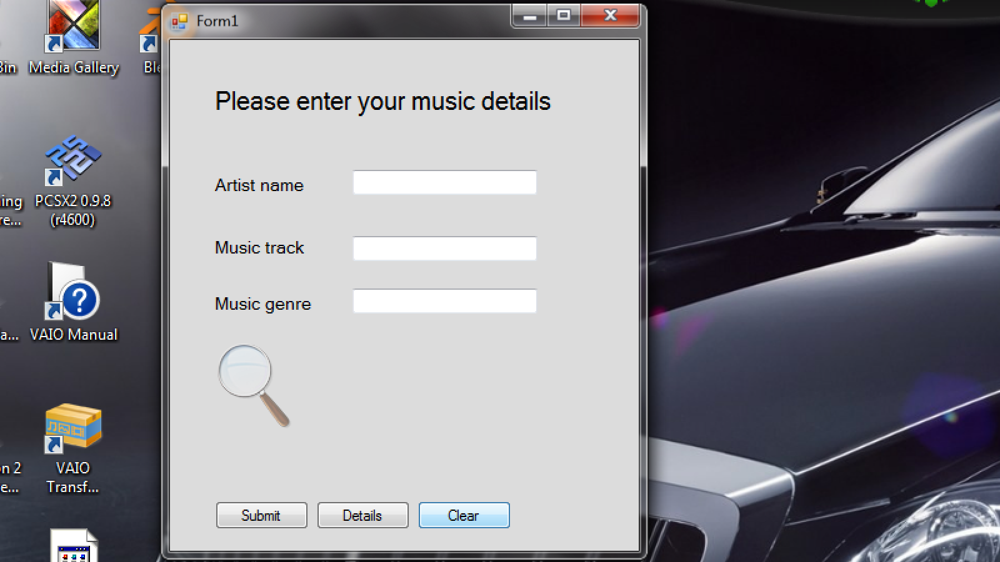 Form1
Please enter your music details
Artist name
Music track
Music genre
Submit
Details
Clear
Media Gallery
PCSX2 0.9.8
(r4600)
VAIO Manual
VAIO
Transf...
Bin
Ble
ing
re...
a...
n 2
e...